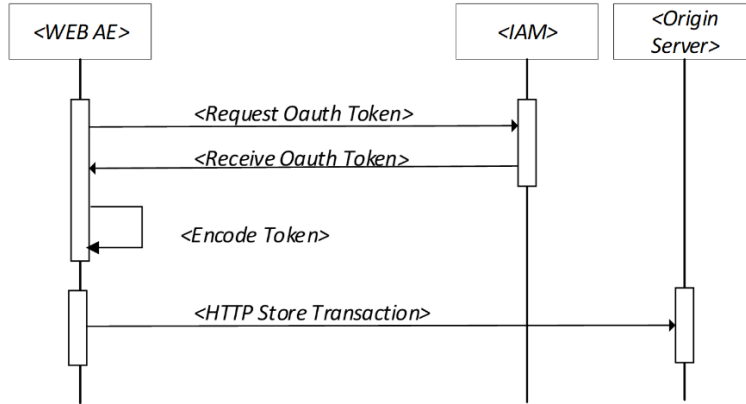 <WEB AE>
<IAM>
<Origin
Server>
<Request Oauth Token>
<Receive Oauth Token>
<Encode Token>
<HTTP Store Transaction>